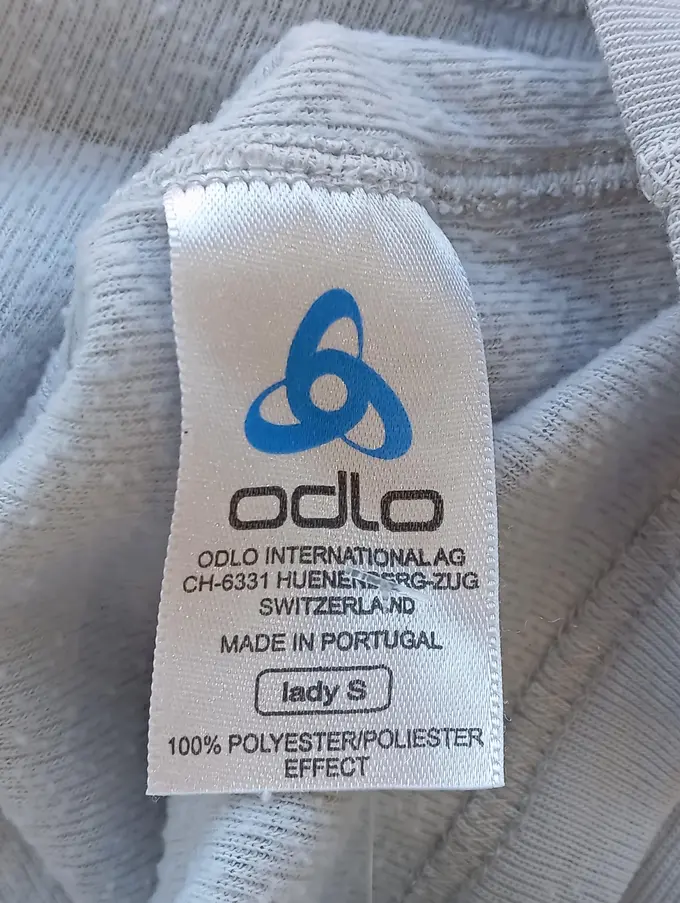 odlo
ODLO INTERNATIONAL AG
CH-6331 HUENENBERG-ZUG
SWITZERLAND
MADE IN PORTUGAL
lady S
100% POLYESTER/POLIESTER
EFFECT